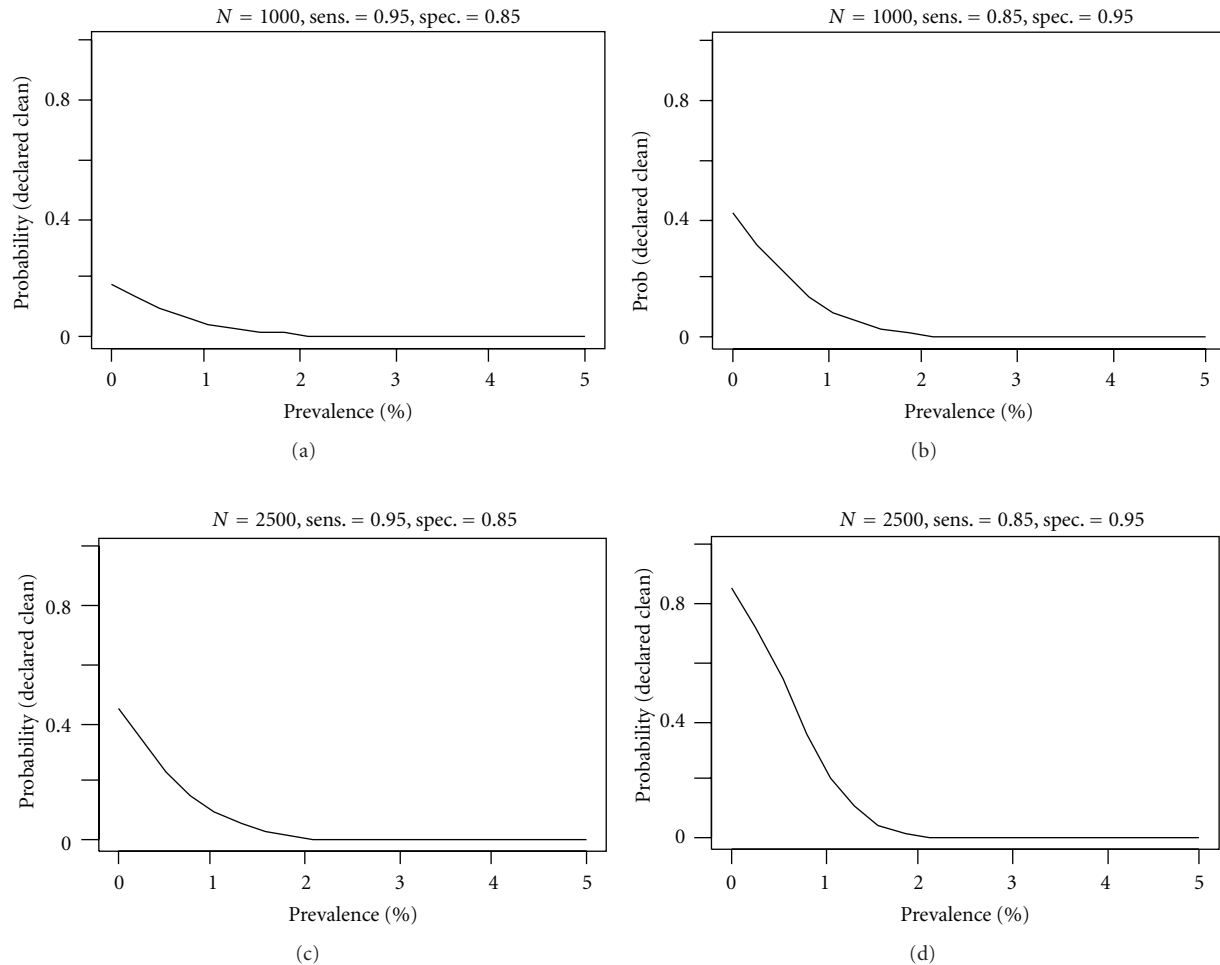 N = 1000, sens. = 0.95, spec. = 0.85
Probability (declared clean)
0.8
0.4
0
0 1 2 3 4 5
Prevalence (%)
(a)
N = 1000, sens. = 0.85, spec. = 0.95
Prob (declared clean)
0.8
0.4
0
0 1 2 3 4 5
Prevalence (%)
(b)
N = 2500, sens. = 0.95, spec. = 0.85
Probability (declared clean)
0.8
0.4
0
0 1 2 3 4 5
Prevalence (%)
(c)
N = 2500, sens. = 0.85, spec. = 0.95
Probability (declared clean)
0.8
0.4
0
0 1 2 3 4 5
Prevalence (%)
(d)